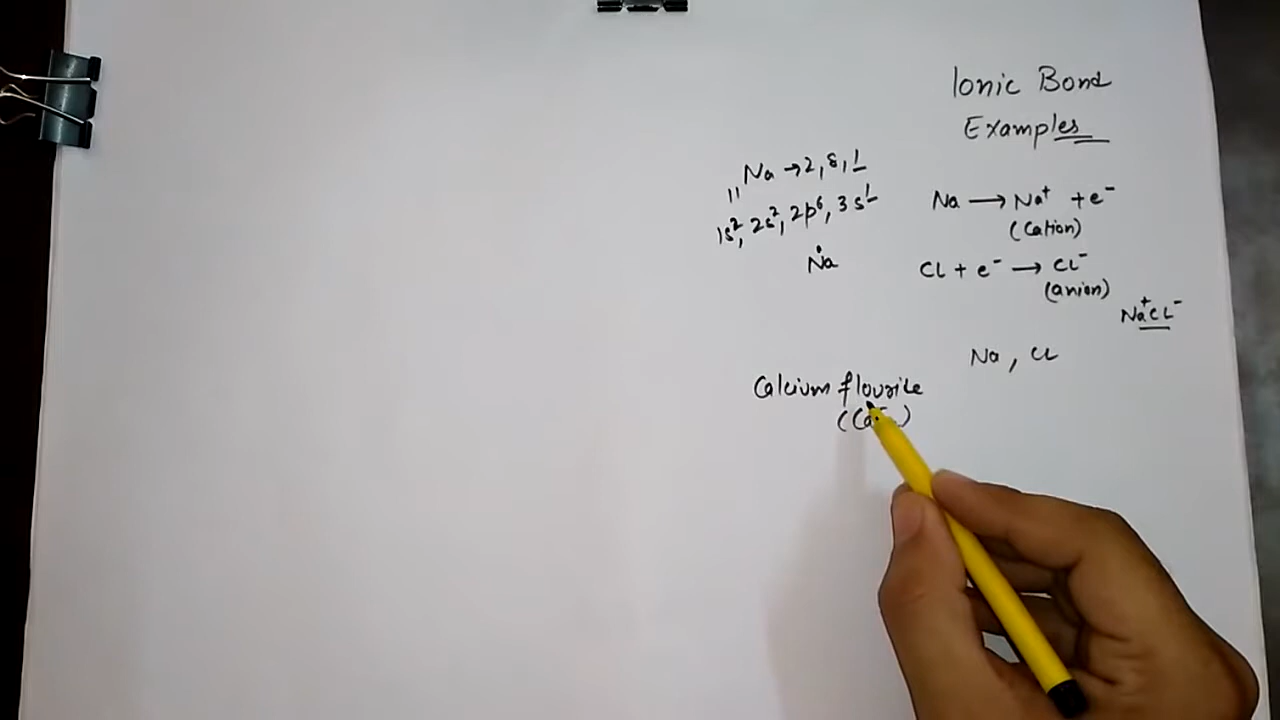 Ionic Bond
Examples
Na → 2, 8, 1
11
1s², 2s², 2p⁶, 3s¹
Na
Na → Na⁺ + e⁻
(Cation)
Cl + e⁻ → Cl⁻
(anion)
Na⁺Cl⁻
Na, Cl
Calcium flouride